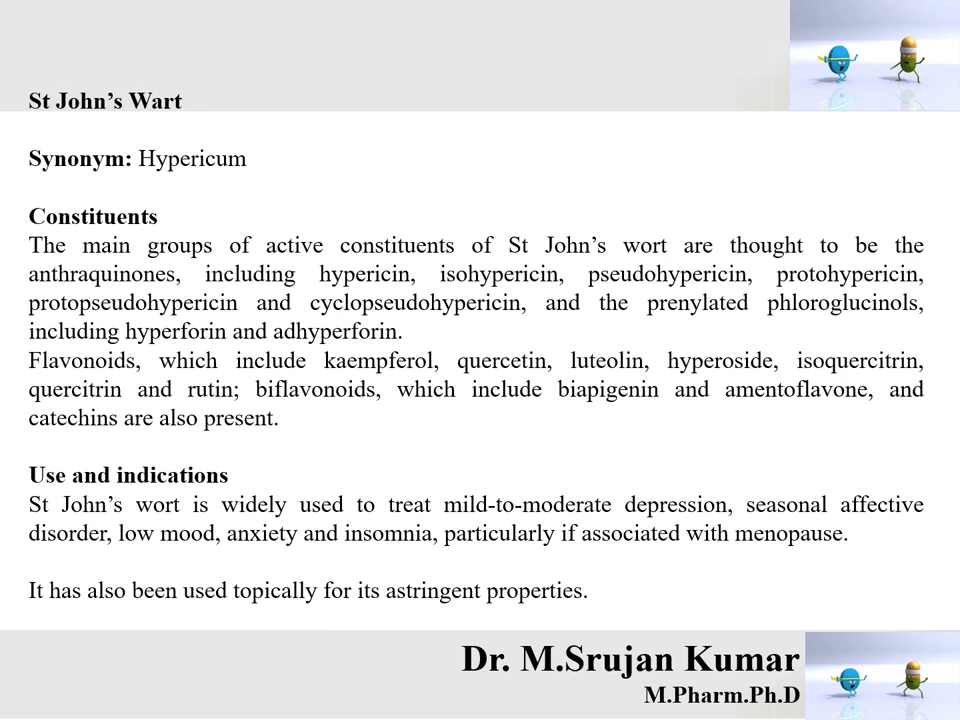 St John’s Wart
Synonym: Hypericum
Constituents
The main groups of active constituents of St John’s wort are thought to be the
anthraquinones, including hypericin, isohypericin, pseudohypericin, protohypericin,
protopseudohypericin and cyclopseudohypericin, and the prenylated phloroglucinols,
including hyperforin and adhyperforin.
Flavonoids, which include kaempferol, quercetin, luteolin, hyperoside, isoquercitrin,
quercitrin and rutin; biflavonoids, which include biapigenin and amentoflavone, and
catechins are also present.
Use and indications
St John’s wort is widely used to treat mild-to-moderate depression, seasonal affective
disorder, low mood, anxiety and insomnia, particularly if associated with menopause.
It has also been used topically for its astringent properties.
Dr. M.Srujan Kumar
M.Pharm.Ph.D